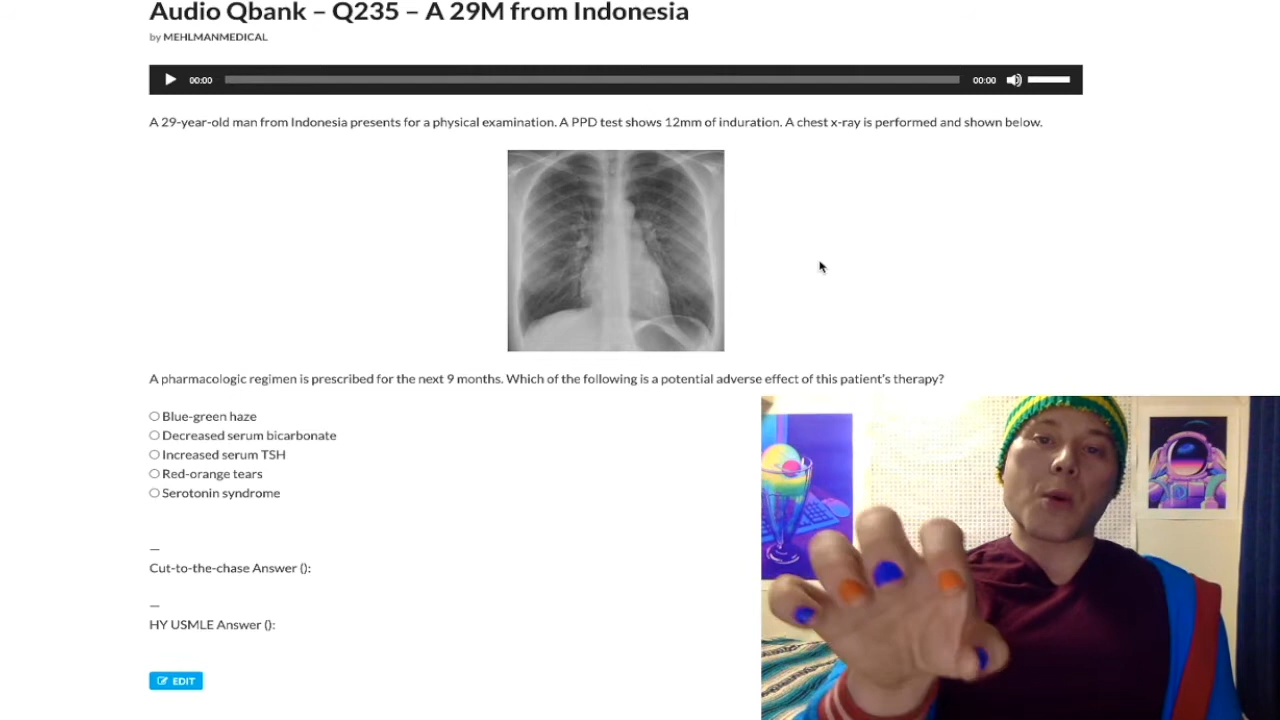 Audio Qbank – Q235 – A 29M from Indonesia
by MEHLMANMEDICAL
00:00
00:00
A 29-year-old man from Indonesia presents for a physical examination. A PPD test shows 12mm of induration. A chest x-ray is performed and shown below.
A pharmacologic regimen is prescribed for the next 9 months. Which of the following is a potential adverse effect of this patient's therapy?
Blue-green haze
Decreased serum bicarbonate
Increased serum TSH
Red-orange tears
Serotonin syndrome
—
Cut-to-the-chase Answer ():
—
HY USMLE Answer ():
EDIT